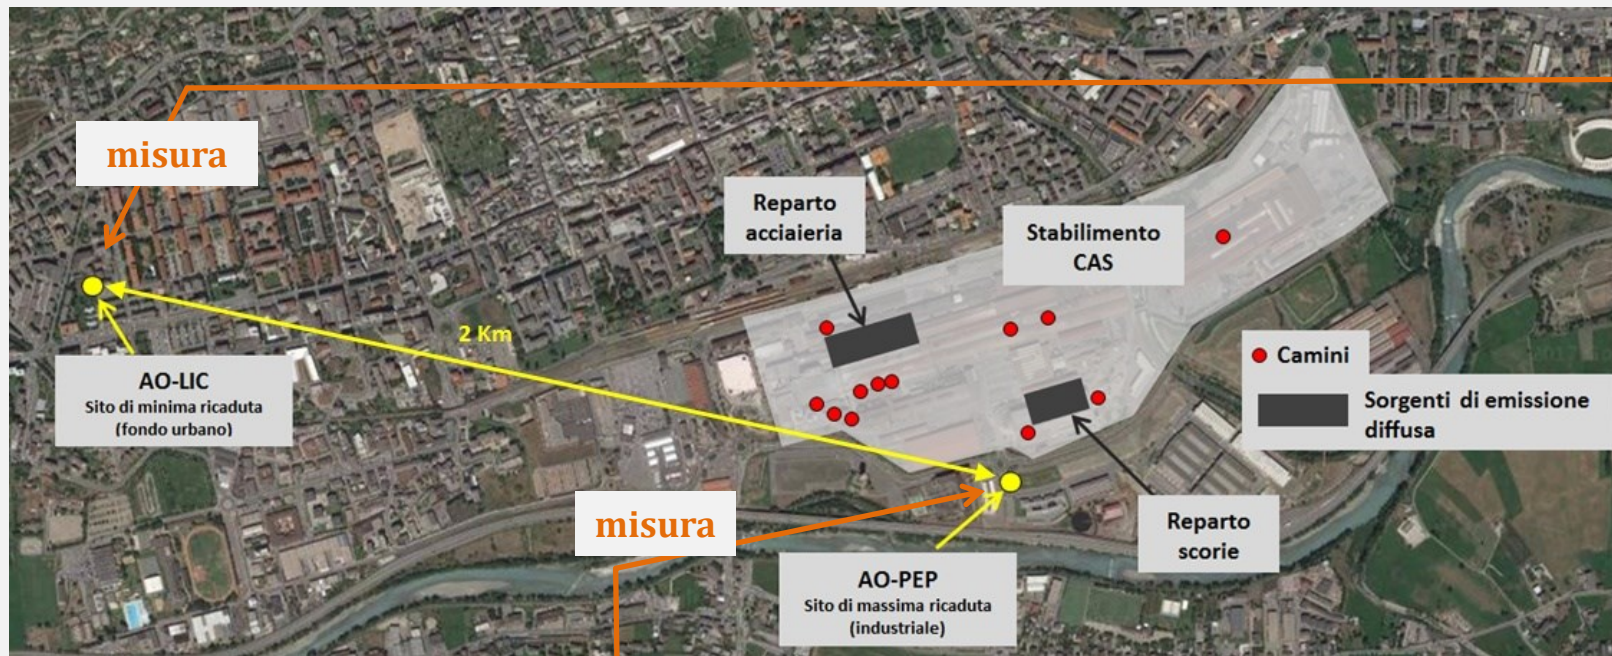 misura
Reparto
acciaieria
Stabilimento
CAS
2 Km
Camini
AO-LIC
Sito di minima ricaduta
(fondo urbano)
Sorgenti di emissione
diffusa
misura
Reparto
scorie
AO-PEP
Sito di massima ricaduta
(industriale)